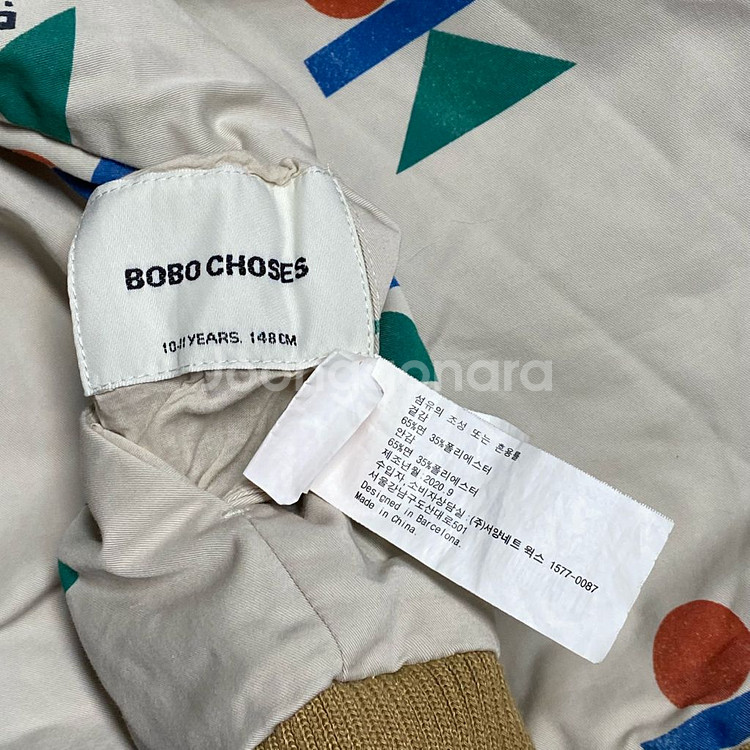 BOBO CHOSES
10-11 YEARS. 148CM
joonggonara
섬유의 조성 또는 혼용률
겉감
65%면 35%폴리에스터
안감
65%면 35%폴리에스터
제조년월:2020.9
수입자.소비자상담실:(주)서양네트 웍스 1577-0087
서울강남구도산대로501
Designed in Barcelona.
Made in China.